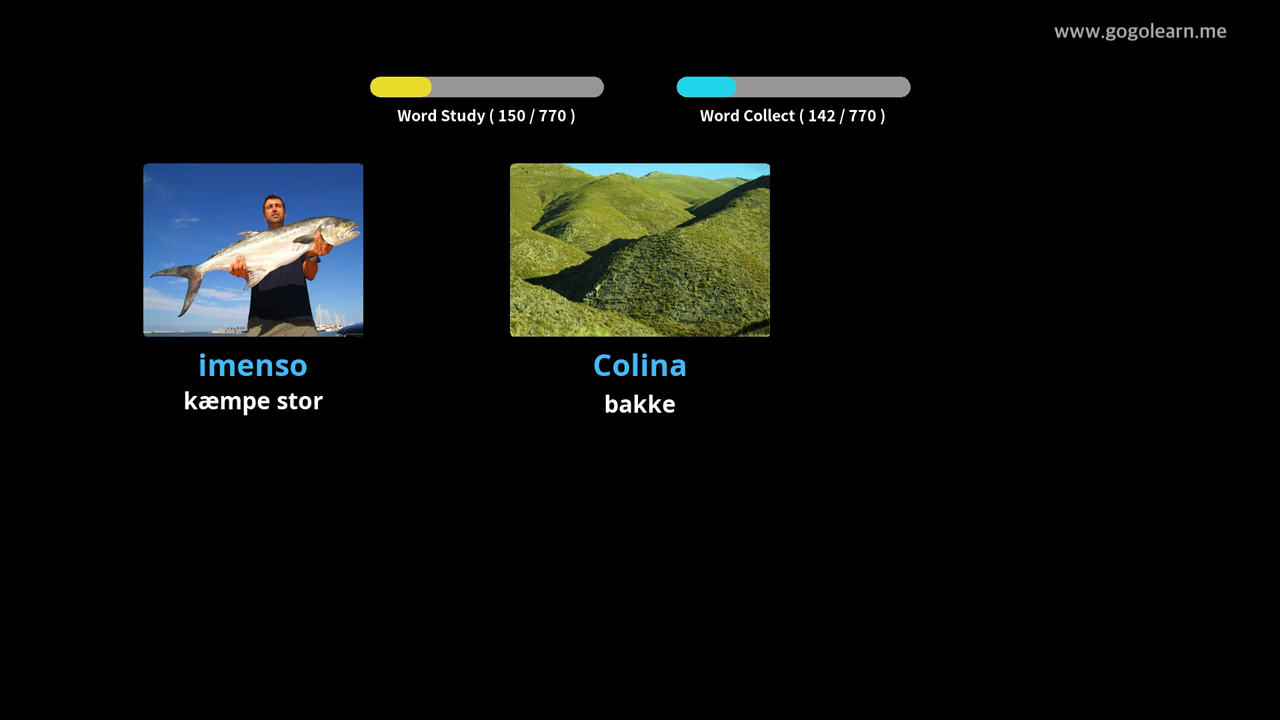 www.gogolearn.me
Word Study ( 150 / 770 )
Word Collect ( 142 / 770 )
imenso
kæmpe stor
Colina
bakke